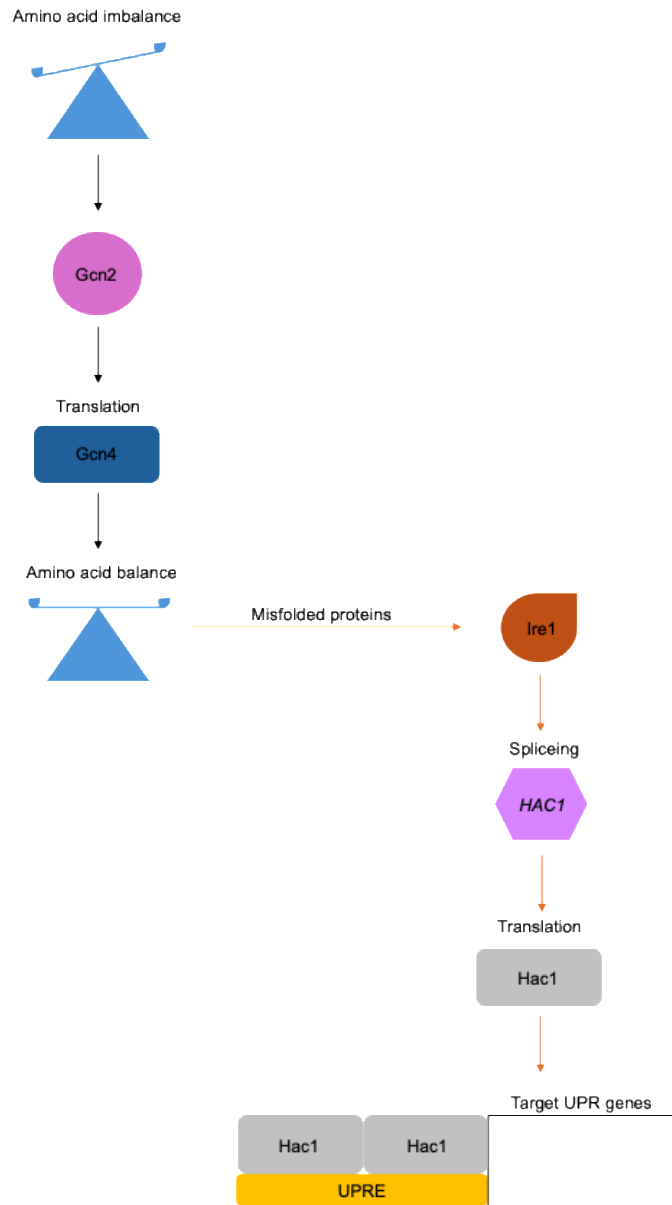 Amino acid imbalance
Gcn2
Translation
Gcn4
Amino acid balance
Misfolded proteins
Ire1
Spliceing
HAC1
Translation
Hac1
Target UPR genes
Hac1
Hac1
UPRE